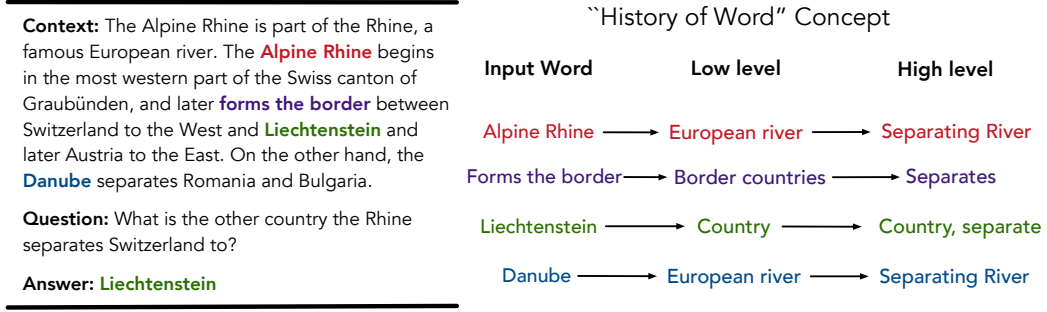 Context: The Alpine Rhine is part of the Rhine, a
famous European river. The Alpine Rhine begins
in the most western part of the Swiss canton of
Graubünden, and later forms the border between
Switzerland to the West and Liechtenstein and
later Austria to the East. On the other hand, the
Danube separates Romania and Bulgaria.
Question: What is the other country the Rhine
separates Switzerland to?
Answer: Liechtenstein
``History of Word” Concept
Input Word Low level High level
Alpine Rhine European river Separating River
Forms the border Border countries Separates
Liechtenstein Country Country, separate
Danube European river Separating River